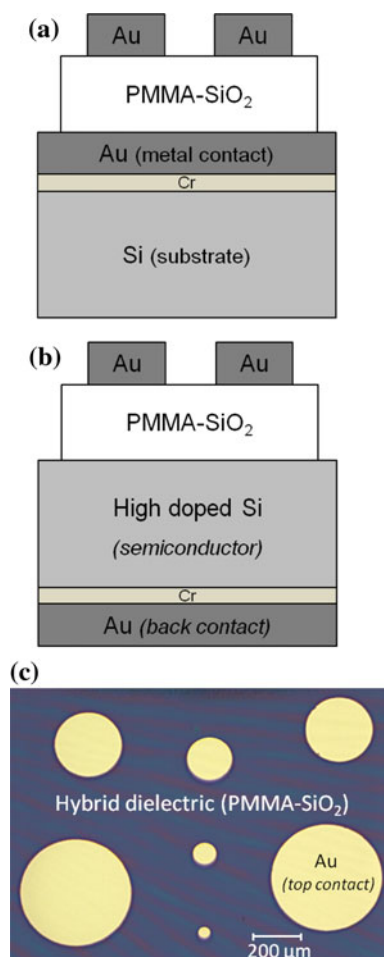 (a)
Au Au
PMMA-SiO₂
Au (metal contact)
Cr
Si (substrate)
(b)
Au Au
PMMA-SiO₂
High doped Si
(semiconductor)
Cr
Au (back contact)
(c)
Hybrid dielectric (PMMA-SiO₂)
Au
(top contact)
200 µm